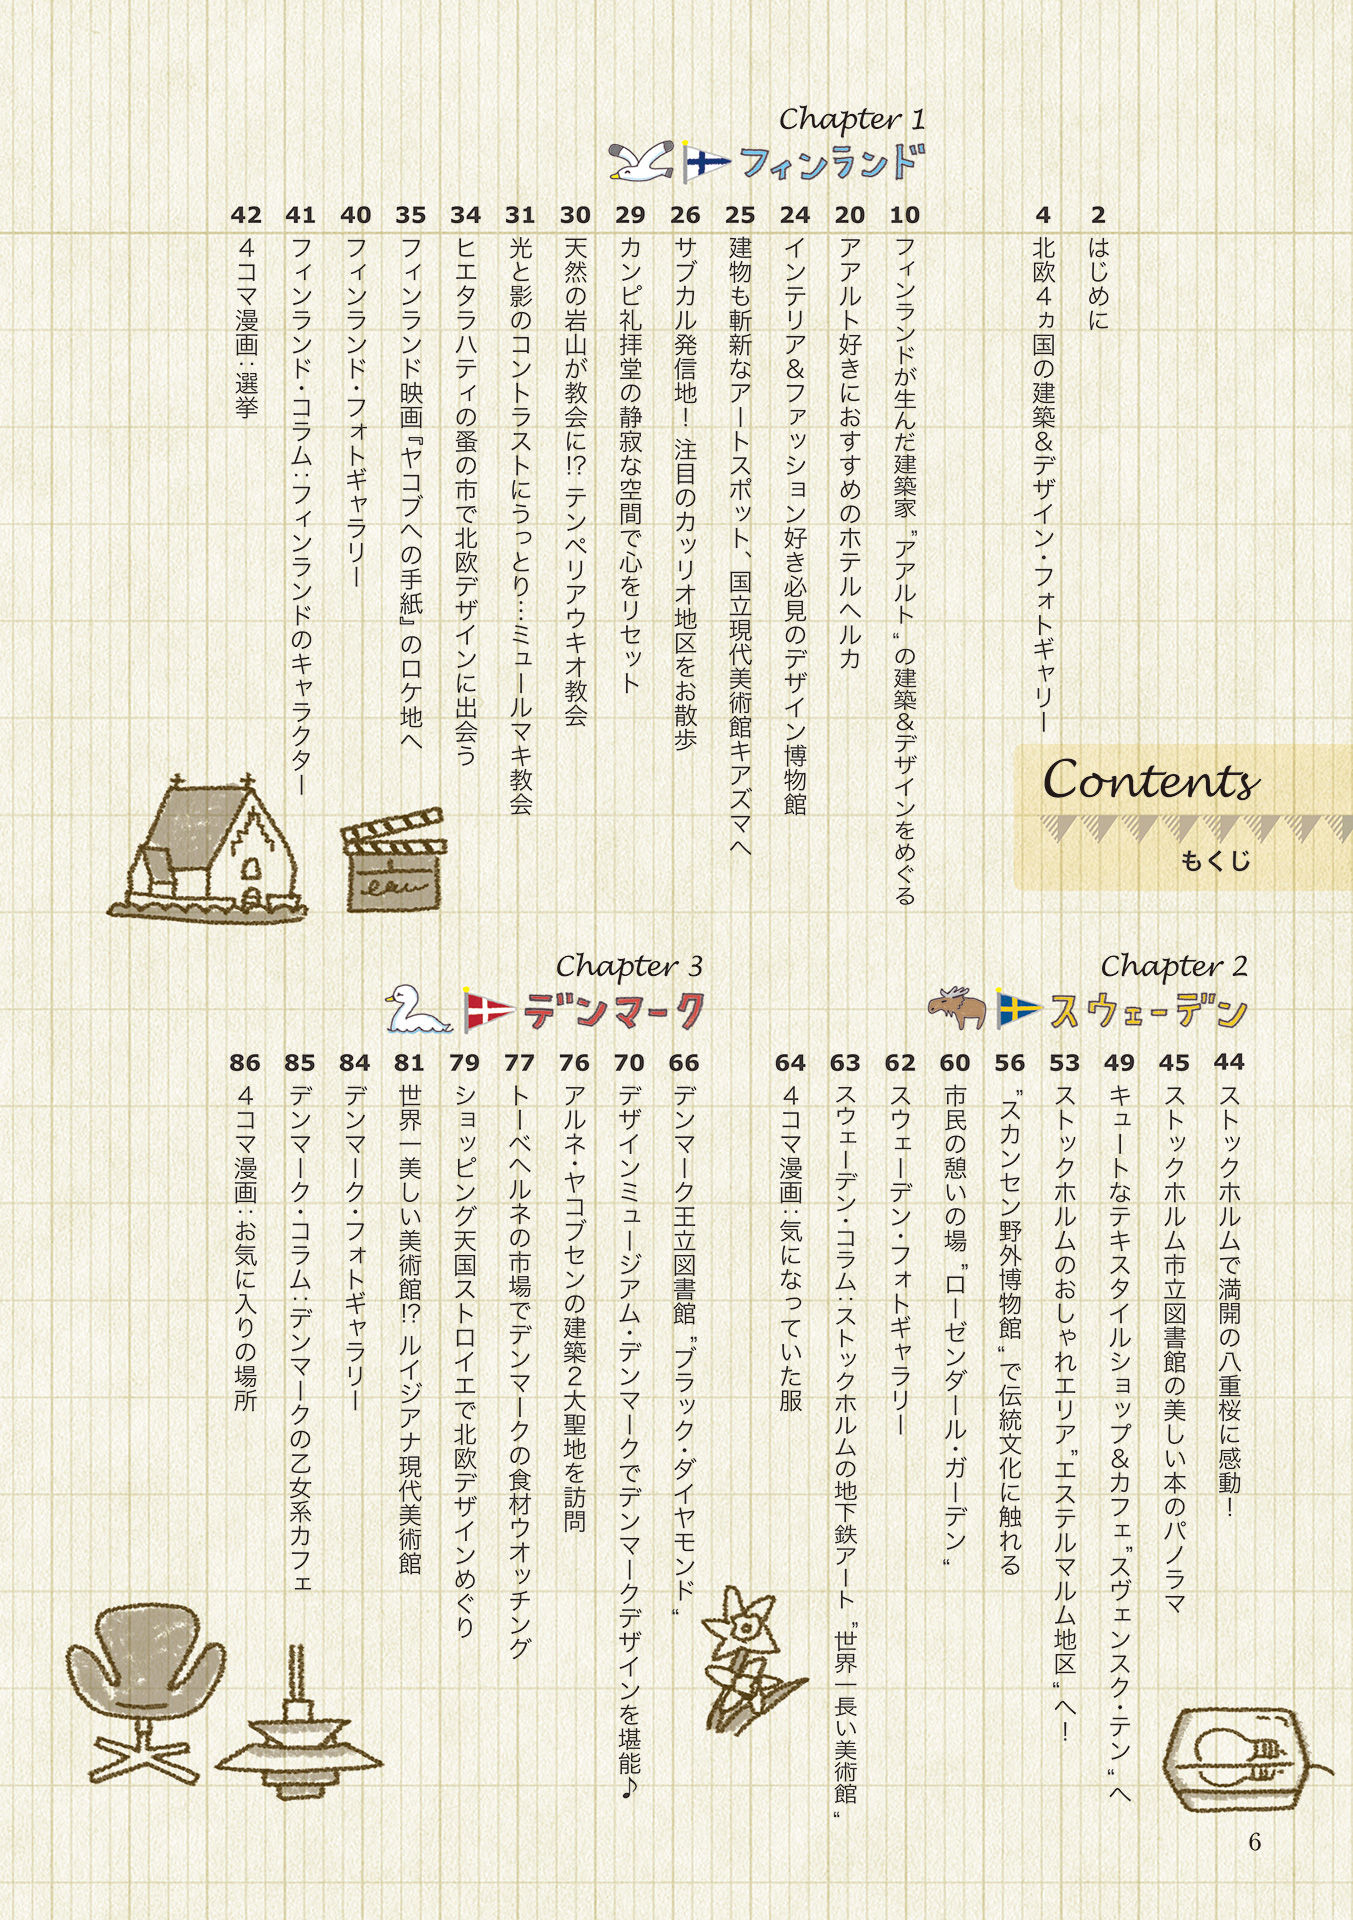 Contents
もくじ
2 はじめに
4 北欧４ヵ国の建築＆デザイン・フォトギャリー
Chapter 1
フィンランド
10 フィンランドが生んだ建築家〝アアルト〟の建築＆デザインをめぐる
20 アアルト好きにおすすめのホテルヘルカ
24 インテリア＆ファッション好き必見のデザイン博物館
25 建物も斬新なアートスポット、国立現代美術館キアズマへ
26 サブカル発信地！ 注目のカッリオ地区をお散歩
29 カンピ礼拝堂の静寂な空間で心をリセット
30 天然の岩山が教会に!? テンペリアウキオ教会
31 光と影のコントラストにうっとり…ミュールマキ教会
34 ヒエタラハティの蚤の市で北欧デザインに出会う
35 フィンランド映画『ヤコブへの手紙』のロケ地へ
40 フィンランド・フォトギャラリー
41 フィンランド・コラム：フィンランドのキャラクター
42 ４コマ漫画：選挙
Chapter 2
スウェーデン
44 ストックホルムで満開の八重桜に感動！
45 ストックホルム市立図書館の美しい本のパノラマ
49 キュートなテキスタイルショップ＆カフェ〝スヴェンスク・テン〟へ
53 ストックホルムのおしゃれエリア〝エステルマルム地区〟へ！
56 〝スカンセン野外博物館〟で伝統文化に触れる
60 市民の憩いの場〝ローゼンダール・ガーデン〟
62 スウェーデン・フォトギャラリー
63 スウェーデン・コラム：ストックホルムの地下鉄アート〝世界一長い美術館〟
64 ４コマ漫画：気になっていた服
Chapter 3
デンマーク
66 デンマーク王立図書館〝ブラック・ダイヤモンド〟
70 デザインミュージアム・デンマークでデンマークデザインを堪能♪
76 アルネ・ヤコブセンの建築２大聖地を訪問
77 トーベヘルネの市場でデンマークの食材ウオッチング
79 ショッピング天国ストロイエで北欧デザインめぐり
81 世界一美しい美術館!? ルイジアナ現代美術館
84 デンマーク・フォトギャラリー
85 デンマーク・コラム：デンマークの乙女系カフェ
86 ４コマ漫画：お気に入りの場所
6